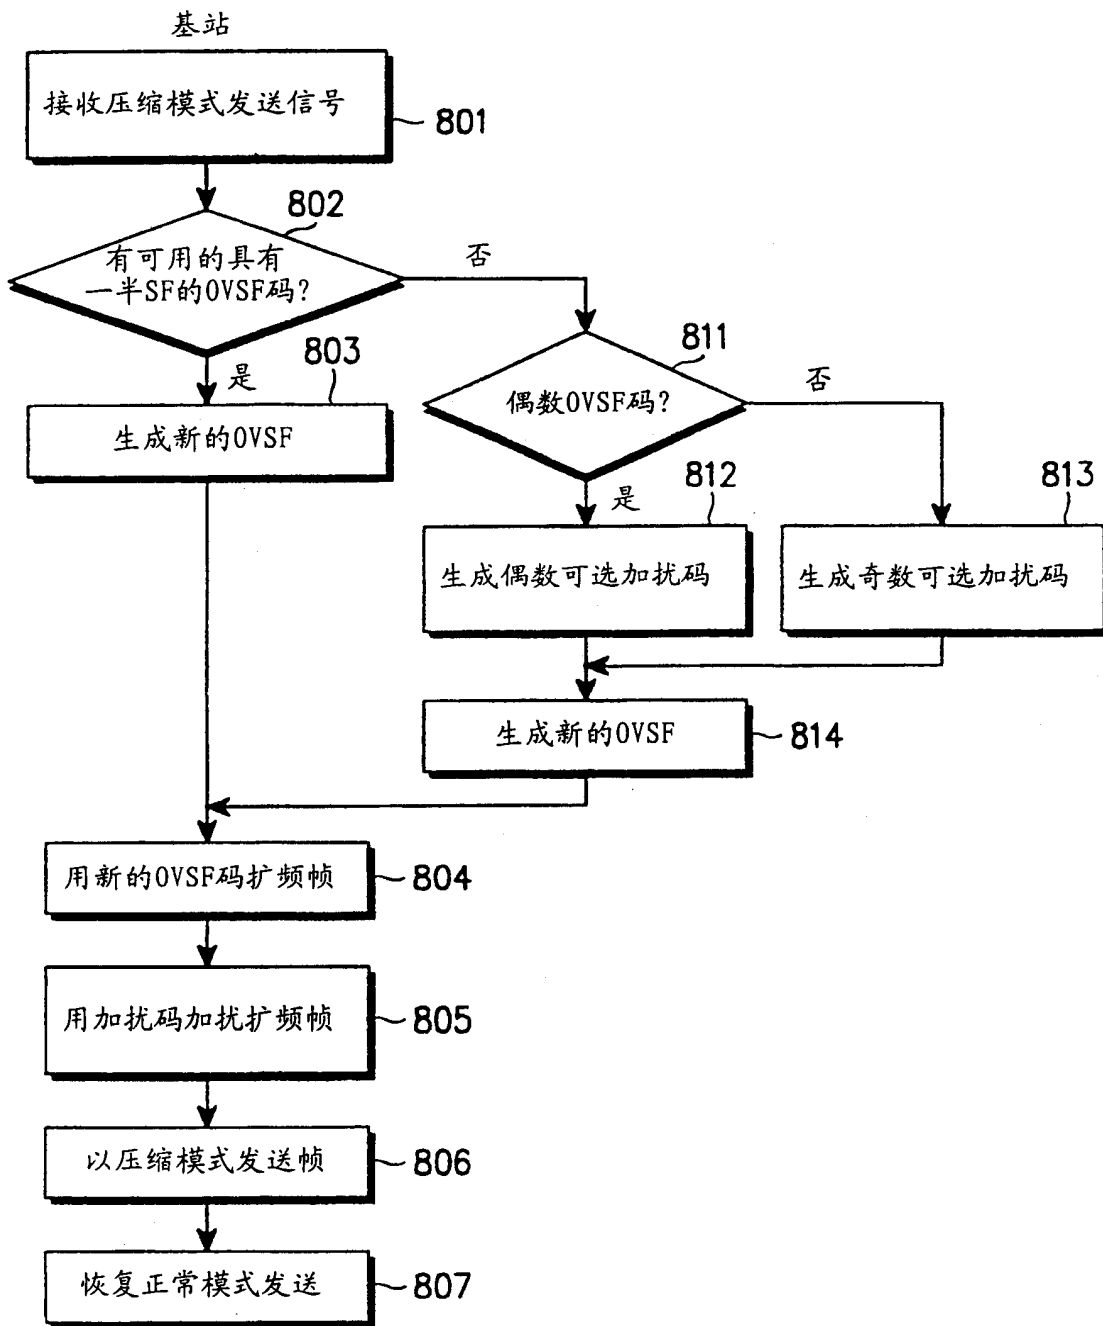 基站
接收压缩模式发送信号
801
802
有可用的具有
一半SF的OVSF码?
否
是
803
生成新的OVSF
811
偶数OVSF码?
否
是
812
生成偶数可选加扰码
813
生成奇数可选加扰码
生成新的OVSF
814
用新的OVSF码扩频帧
804
用加扰码加扰扩频帧
805
以压缩模式发送帧
806
恢复正常模式发送
807